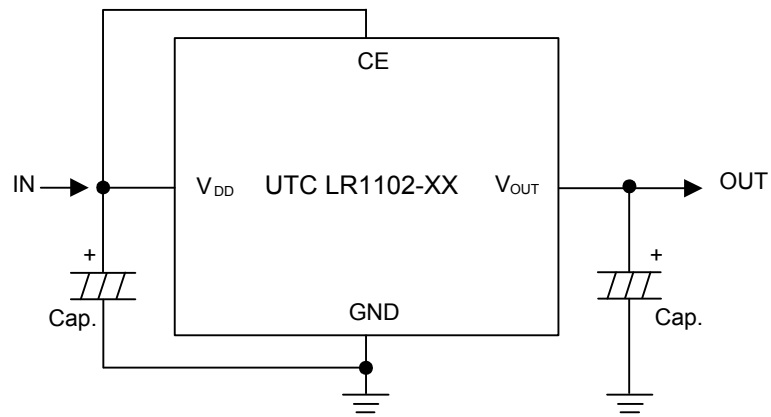 CE
IN
V_DD
UTC LR1102-XX
V_OUT
OUT
+
Cap.
GND
+
Cap.